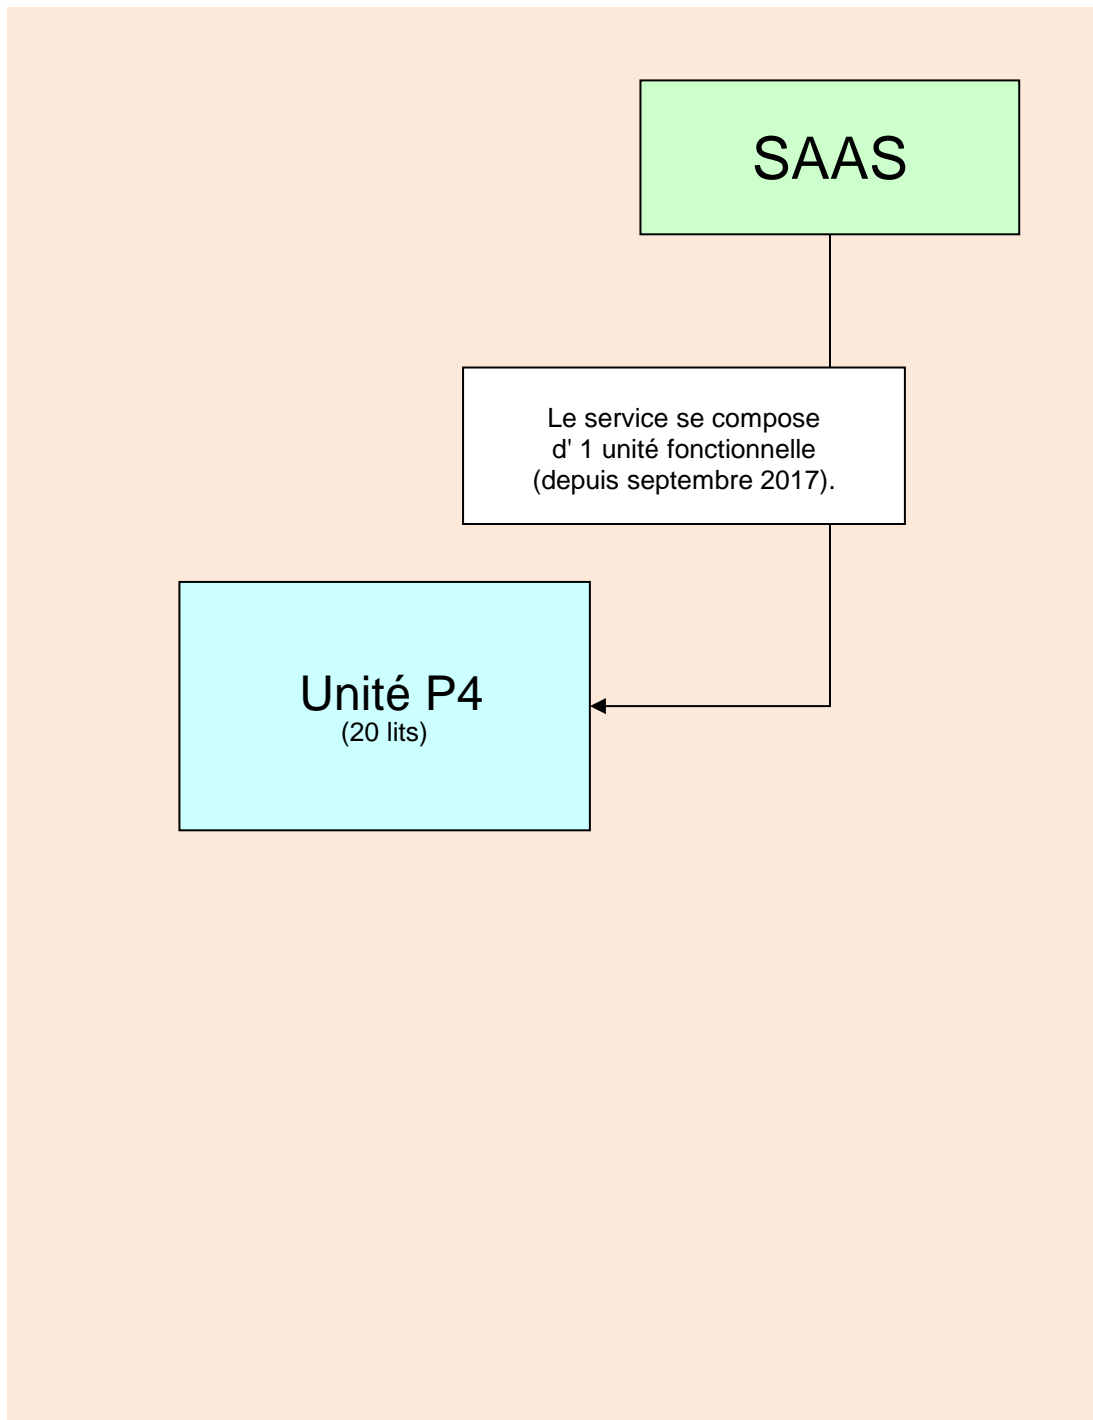 SAAS
Le service se compose
d' 1 unité fonctionnelle
(depuis septembre 2017).
Unité P4
(20 lits)